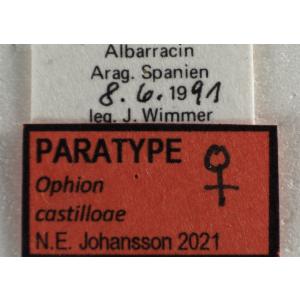 Albarracin
Arag. Spanien
8. 6. 1991
leg. J. Wimmer
PARATYPE ♀
Ophion
castilloae
N.E. Johansson 2021